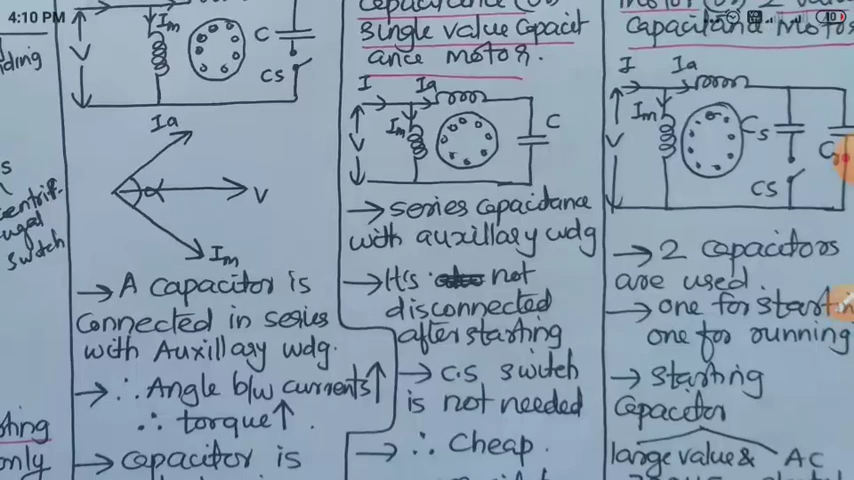 4:10 PM
Im
V
C
CS
Ia
α
V
Im
→ A capacitor is
connected in series
with Auxillary wdg.
→ ∴ Angle b/w currents ↑
∴ torque ↑ .
→ capacitor is
single value capacit
ance motor.
I
Ia
Im
V
C
→ series capacitance
with auxillary wdg
→ It's not
disconnected
after starting
→ C.S switch
is not needed
→ ∴ Cheap.
capacitance motor
I
Ia
Im
V
Cs
CS
→ 2 capacitors
are used.
→ one for starting
one for running
→ starting
capacitor
large value & AC
switch
only